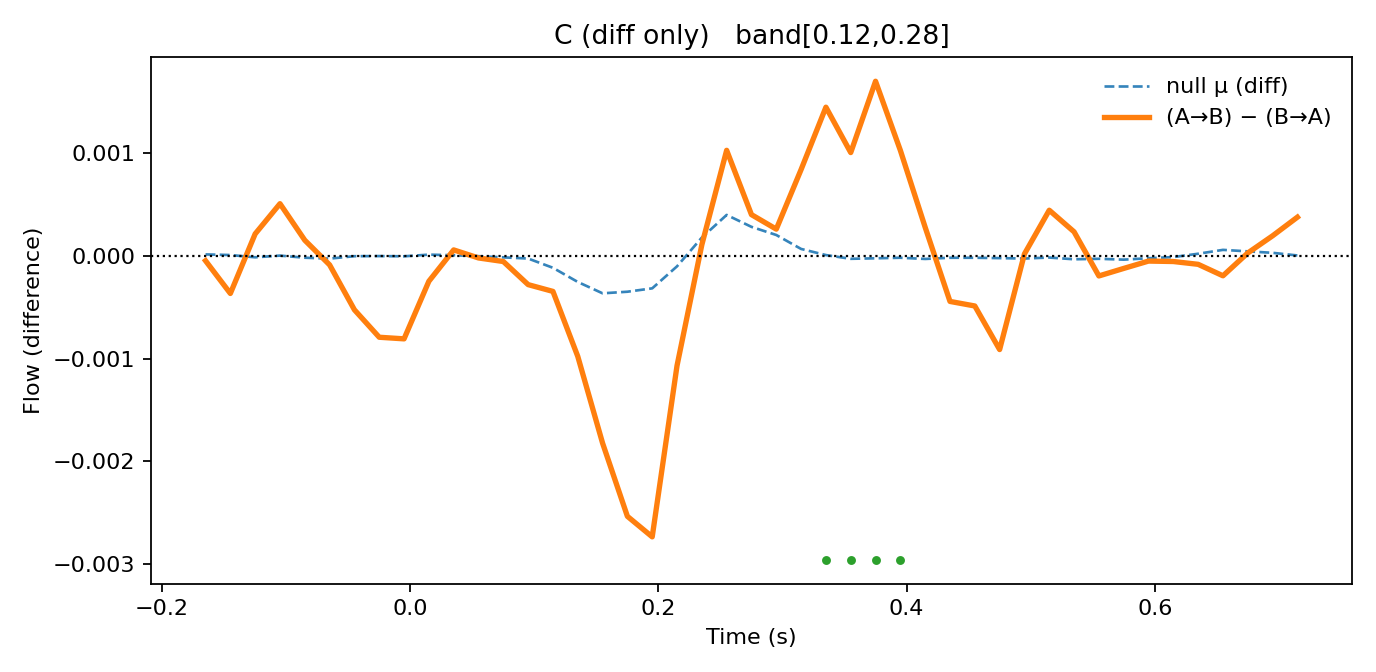 C (diff only)   band[0.12,0.28]
null μ (diff)
(A→B) − (B→A)
Flow (difference)
0.001
0.000
−0.001
−0.002
−0.003
−0.2 0.0 0.2 0.4 0.6
Time (s)